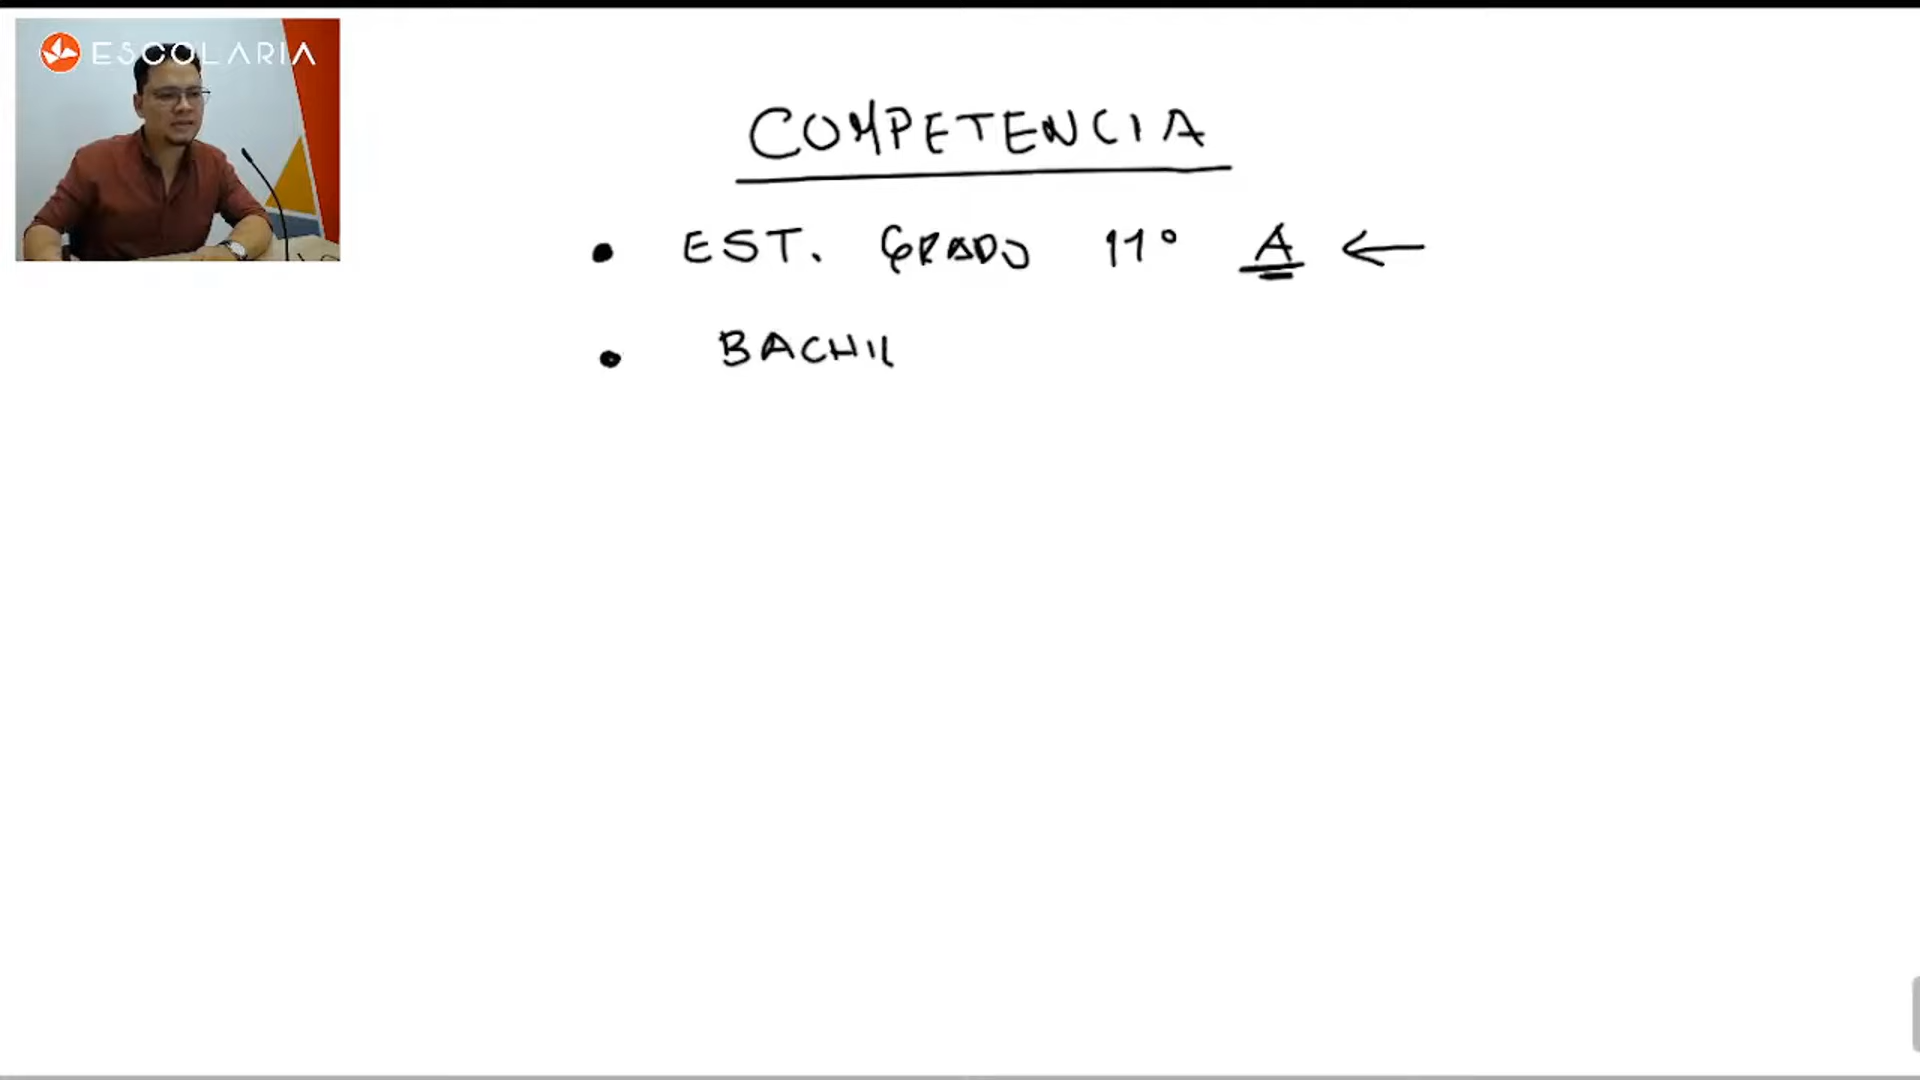 ESCOLARIA
COMPETENCIA
• EST. GRADO 11° A ←
• BACHIL